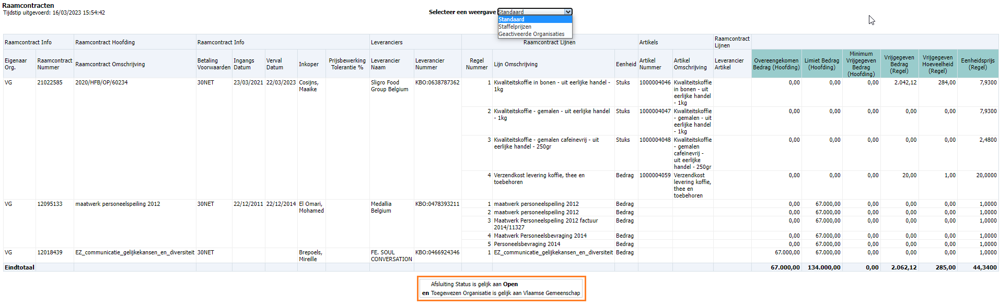 Raamcontracten
Tijdstip uitgevoerd: 16/03/2023 15:54:42
Selecteer een weergave Standaard
Standaard
Staffelprijzen
Geactiveerde Organisaties
Raamcontract Info Raamcontract Hoofding Raamcontract Info Leveranciers Raamcontract Lijnen Artikels Raamcontract Lijnen
Eigenaar Org. Raamcontract Nummer Raamcontract Omschrijving Betaling Voorwaarden Ingangs Datum Verval Datum Inkoper Prijsbewerking Tolerantie % Leverancier Naam Leverancier Nummer Regel Nummer Lijn Omschrijving Eenheid Artikel Nummer Artikel Omschrijving Leverancier Artikel Overeengekomen Bedrag (Hoofding) Limiet Bedrag (Hoofding) Minimum Vrijgegeven Bedrag (Hoofding) Vrijgegeven Bedrag (Regel) Vrijgegeven Hoeveelheid (Regel) Eenheidsprijs (Regel)
VG 21022585 2020/HFB/OP/60234 30NET 23/03/2021 22/03/2023 Cosijns, Maaike Sligro Food Group Belgium KBO:0638787362 1 Kwaliteitskoffie in bonen - uit eerlijke handel - 1kg Stuks 1000004046 Kwaliteitskoffie in bonen - uit eerlijke handel - 1kg 0,00 0,00 0,00 2.042,12 284,00 7,9300
2 Kwaliteitskoffie - gemalen - uit eerlijke handel - 1kg Stuks 1000004047 Kwaliteitskoffie - gemalen - uit eerlijke handel - 1kg 0,00 0,00 0,00 0,00 0,00 7,9300
3 Kwaliteitskoffie - gemalen cafeïnevrij - uit eerlijke handel - 250gr Stuks 1000004048 Kwaliteitskoffie - gemalen cafeïnevrij - uit eerlijke handel - 250gr 0,00 0,00 0,00 0,00 0,00 2,4800
4 Verzendkost levering koffie, thee en toebehoren Bedrag 1000004059 Verzendkost levering koffie, thee en toebehoren 0,00 0,00 0,00 20,00 1,00 20,0000
VG 12095133 maatwerk personeelspeiling 2012 30NET 22/12/2011 22/12/2014 El Omari, Mohamed Medallia Belgium KBO:0478393211 1 maatwerk personeelspeiling 2012 Bedrag 0,00 67.000,00 0,00 0,00 0,00 1,0000
2 maatwerk personeelspeiling 2012 Bedrag 0,00 67.000,00 0,00 0,00 0,00 1,0000
3 Maatwerk Personeelspeiling 2012 factuur 2014/11327 Bedrag 0,00 67.000,00 0,00 0,00 0,00 1,0000
4 Maatwerk Personeelsbevraging 2014 Bedrag 0,00 67.000,00 0,00 0,00 0,00 1,0000
5 Personeelsbevraging 2014 Bedrag 0,00 67.000,00 0,00 0,00 0,00 1,0000
VG 12018439 EZ_communicatie_gelijkekansen_en_diversiteit 30NET Brepoels, Mireille FE. SOUL CONVERSATION KBO:0466924346 1 EZ_communicatie_gelijkekansen_en_diversiteit Bedrag 67.000,00 67.000,00 0,00 0,00 0,00 1,0000
Eindtotaal 67.000,00 134.000,00 0,00 2.062,12 285,00 44,3400
Afsluiting Status is gelijk aan Open
en Toegewezen Organisatie is gelijk aan Vlaamse Gemeenschap